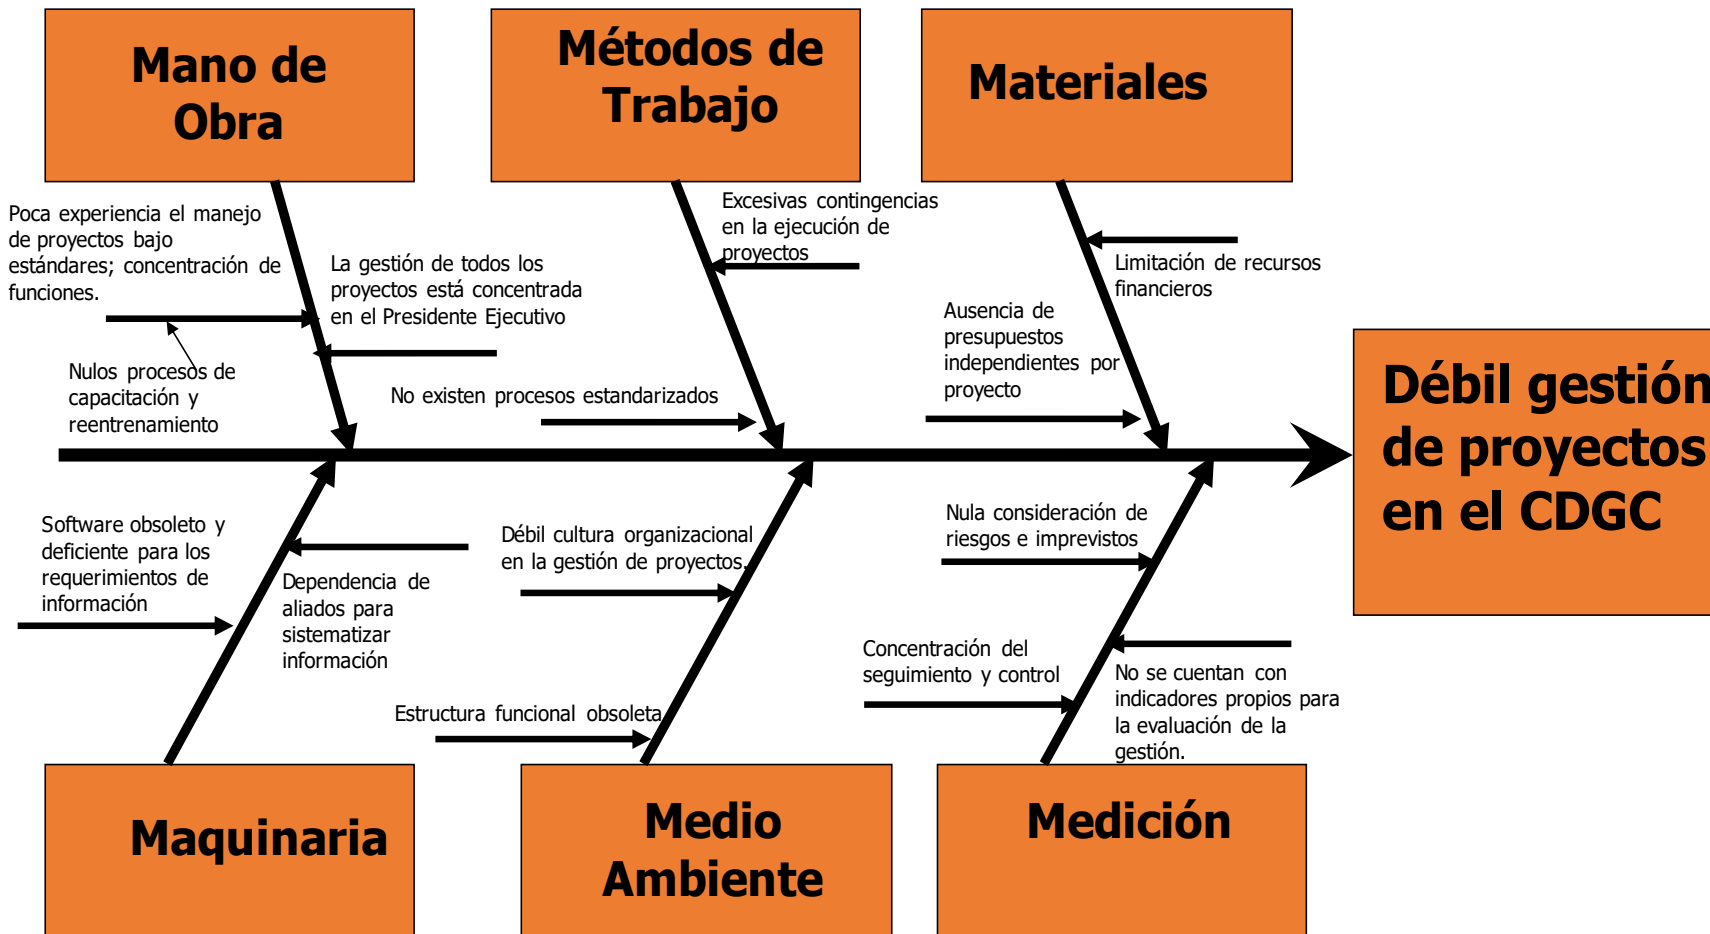 Mano de
Obra
Métodos de
Trabajo
Materiales
Poca experiencia el manejo
de proyectos bajo
estándares; concentración de
funciones.
La gestión de todos los
proyectos está concentrada
en el Presidente Ejecutivo
Nulos procesos de
capacitación y
reentrenamiento
Excesivas contingencias
en la ejecución de
proyectos
No existen procesos estandarizados
Limitación de recursos
financieros
Ausencia de
presupuestos
independientes por
proyecto
Débil gestión
de proyectos
en el CDGC
Software obsoleto y
deficiente para los
requerimientos de
información
Dependencia de
aliados para
sistematizar
información
Débil cultura organizacional
en la gestión de proyectos.
Estructura funcional obsoleta
Nula consideración de
riesgos e imprevistos
Concentración del
seguimiento y control
No se cuentan con
indicadores propios para
la evaluación de la
gestión.
Maquinaria
Medio
Ambiente
Medición